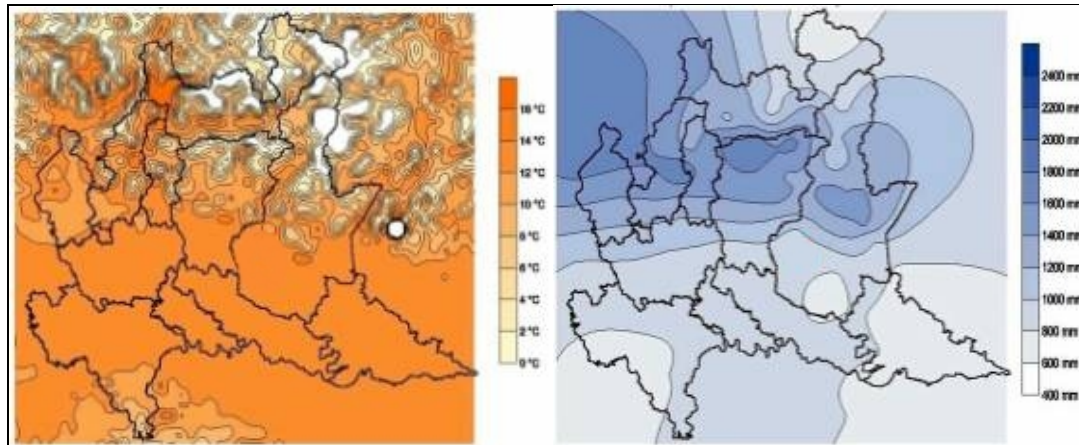 16 °C
14 °C
12 °C
10 °C
8 °C
6 °C
4 °C
2 °C
0 °C
2400 mm
2200 mm
2000 mm
1800 mm
1600 mm
1400 mm
1200 mm
1000 mm
800 mm
600 mm
400 mm